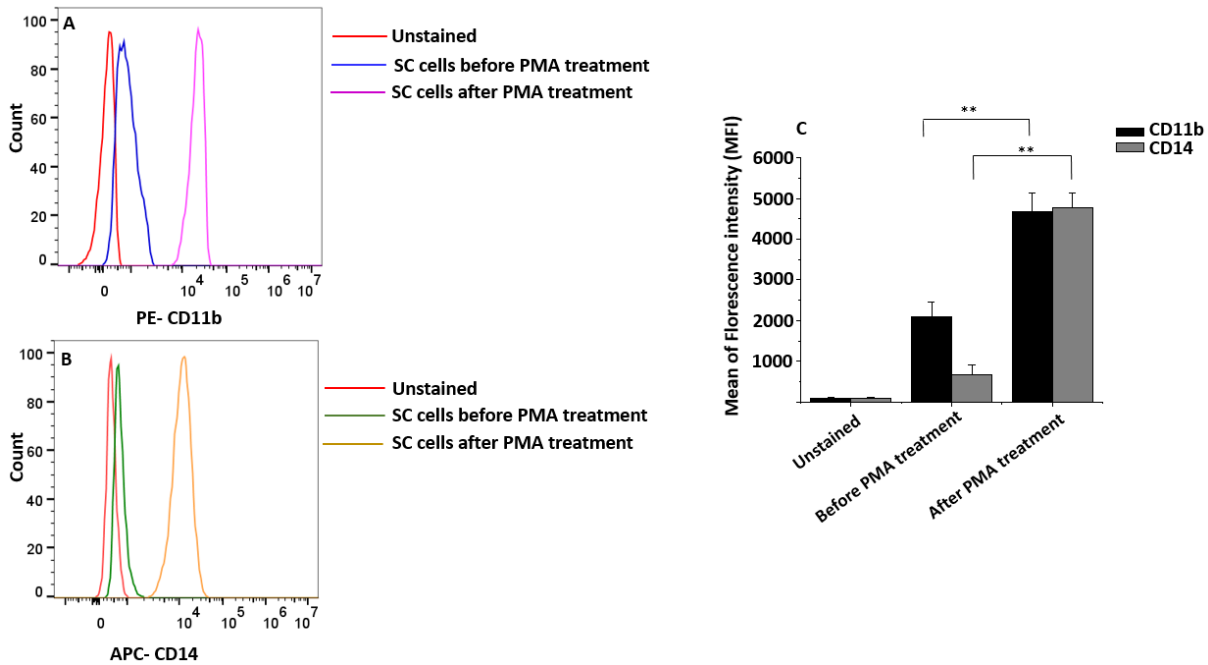 A
100
80
60
40
20
0
Count
0 10^4 10^5 10^6 10^7
PE- CD11b
Unstained
SC cells before PMA treatment
SC cells after PMA treatment
B
100
80
60
40
20
0
Count
0 10^4 10^5 10^6 10^7
APC- CD14
Unstained
SC cells before PMA treatment
SC cells after PMA treatment
C
**
**
CD11b
CD14
Mean of Florescence intensity (MFI)
6000
5000
4000
3000
2000
1000
Unstained
Before PMA treatment
After PMA treatment